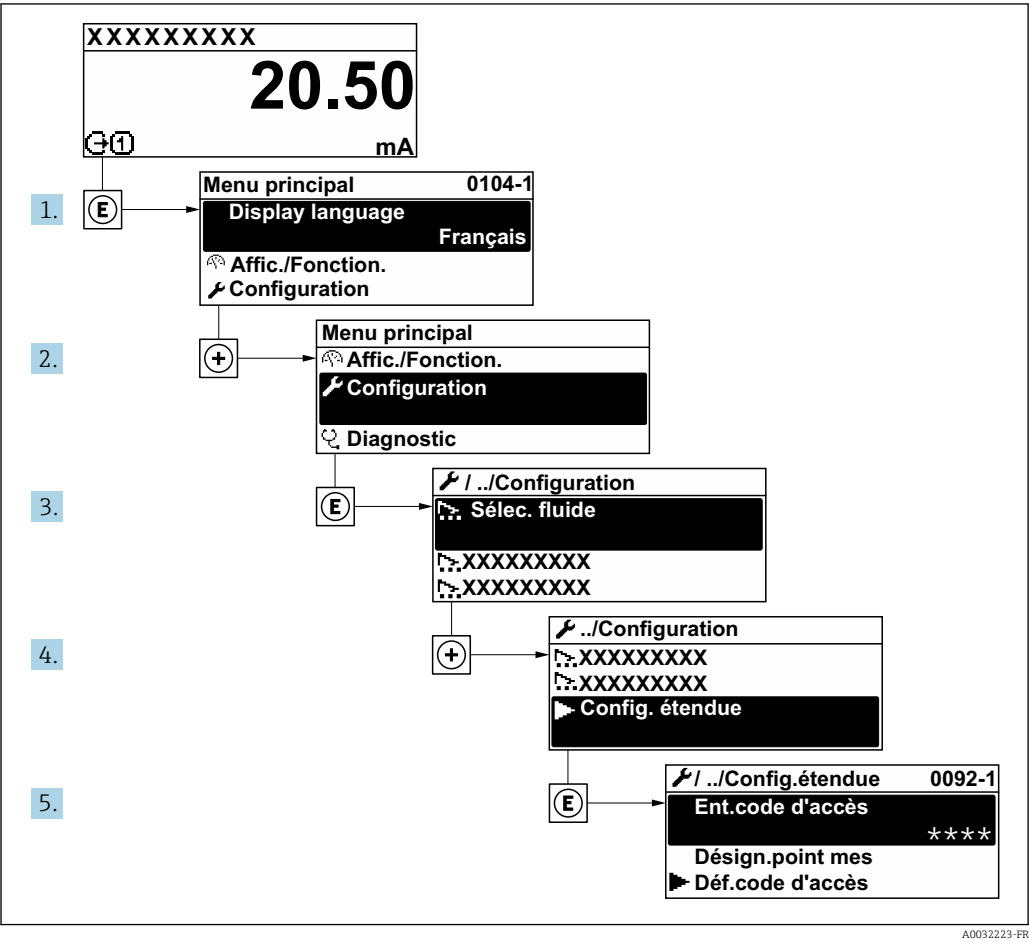 XXXXXXXXX
20.50
1 mA
Menu principal 0104-1
1. E Display language
Français
Affic./Fonction.
Configuration
Menu principal
2. + Affic./Fonction.
Configuration
Diagnostic
/ ../Configuration
3. E Sélec. fluide
XXXXXXXXX
XXXXXXXXX
../Configuration
4. + XXXXXXXXX
XXXXXXXXX
Config. étendue
/ ../Config.étendue 0092-1
5. E Ent.code d'accès
****
Désign.point mes
Déf.code d'accès
A0032223-FR